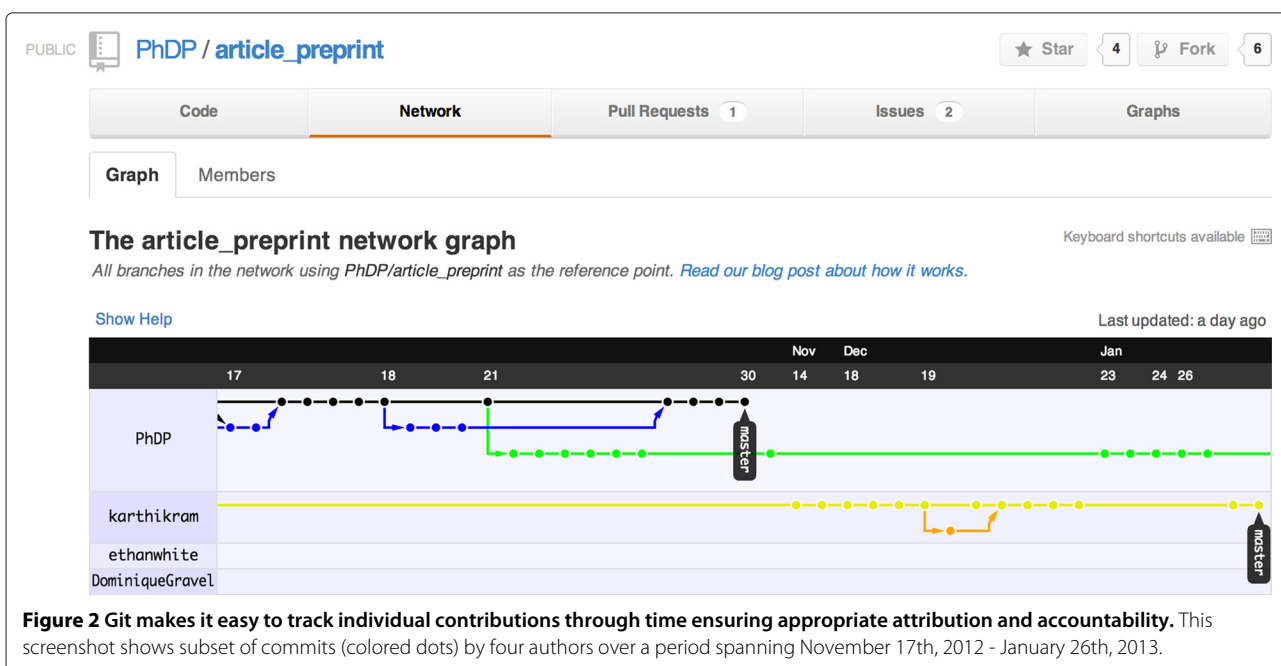 PUBLIC PhDP / article_preprint Star 4 Fork 6
Code Network Pull Requests 1 Issues 2 Graphs
Graph Members
The article_preprint network graph Keyboard shortcuts available
All branches in the network using PhDP/article_preprint as the reference point. Read our blog post about how it works.
Show Help Last updated: a day ago
Nov Dec Jan
17 18 21 30 14 18 19 23 24 26
PhDP
master
karthikram
master
ethanwhite
DominiqueGravel
Figure 2 Git makes it easy to track individual contributions through time ensuring appropriate attribution and accountability. This
screenshot shows subset of commits (colored dots) by four authors over a period spanning November 17th, 2012 - January 26th, 2013.